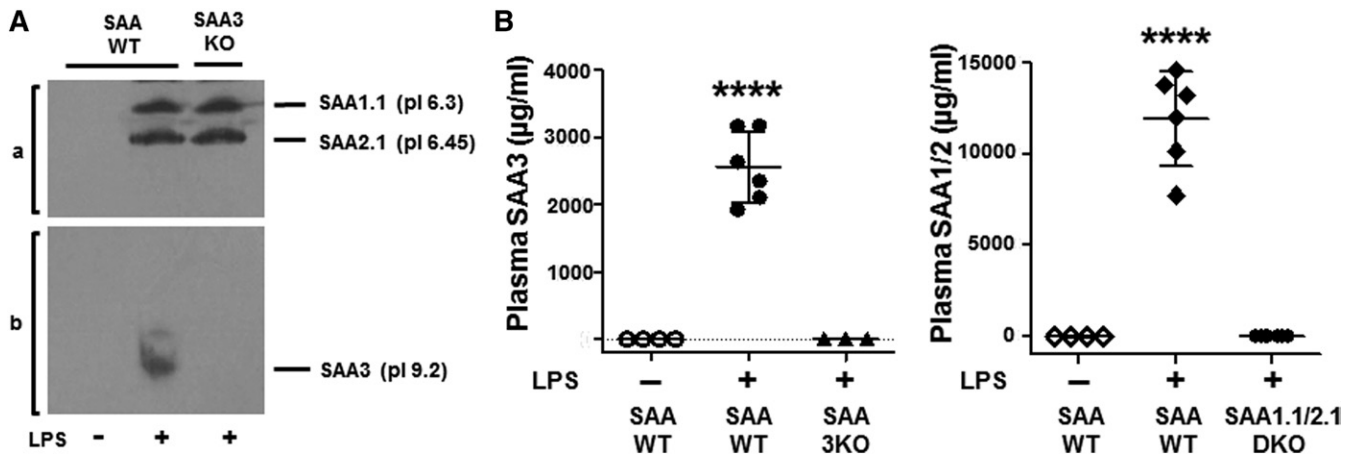 A
SAA
WT
SAA3
KO
a
SAA1.1 (pI 6.3)
SAA2.1 (pI 6.45)
b
SAA3 (pI 9.2)
LPS - + +
B
Plasma SAA3 (µg/ml)
4000
3000
2000
1000
****
LPS − + +
SAA
WT
SAA
WT
SAA
3KO
Plasma SAA1/2 (µg/ml)
15000
10000
5000
0
****
LPS − + +
SAA
WT
SAA
WT
SAA1.1/2.1
DKO